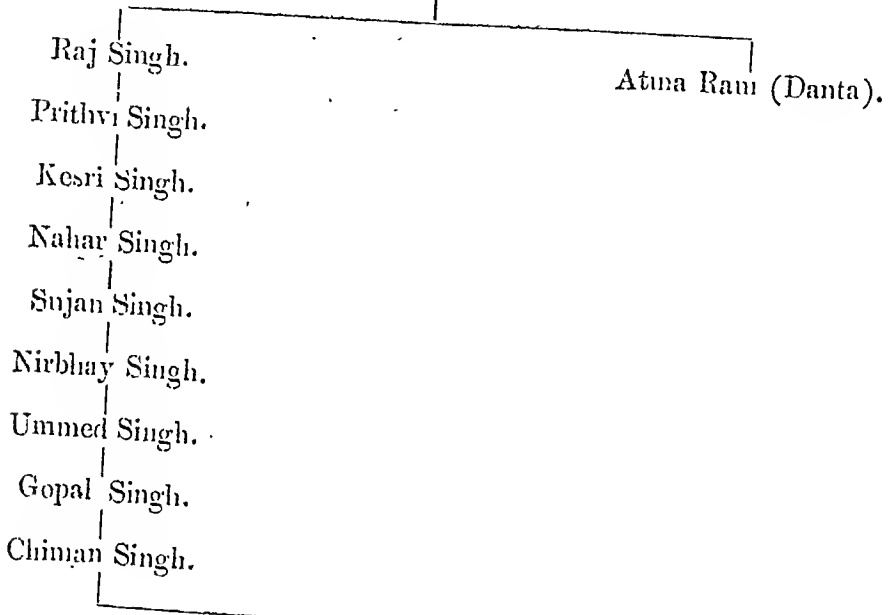 Raj Singh.
Atma Ram (Danta).
Prithvi Singh.
Kesri Singh.
Nahar Singh.
Sujan Singh.
Nirbhay Singh.
Ummed Singh.
Gopal Singh.
Chiman Singh.